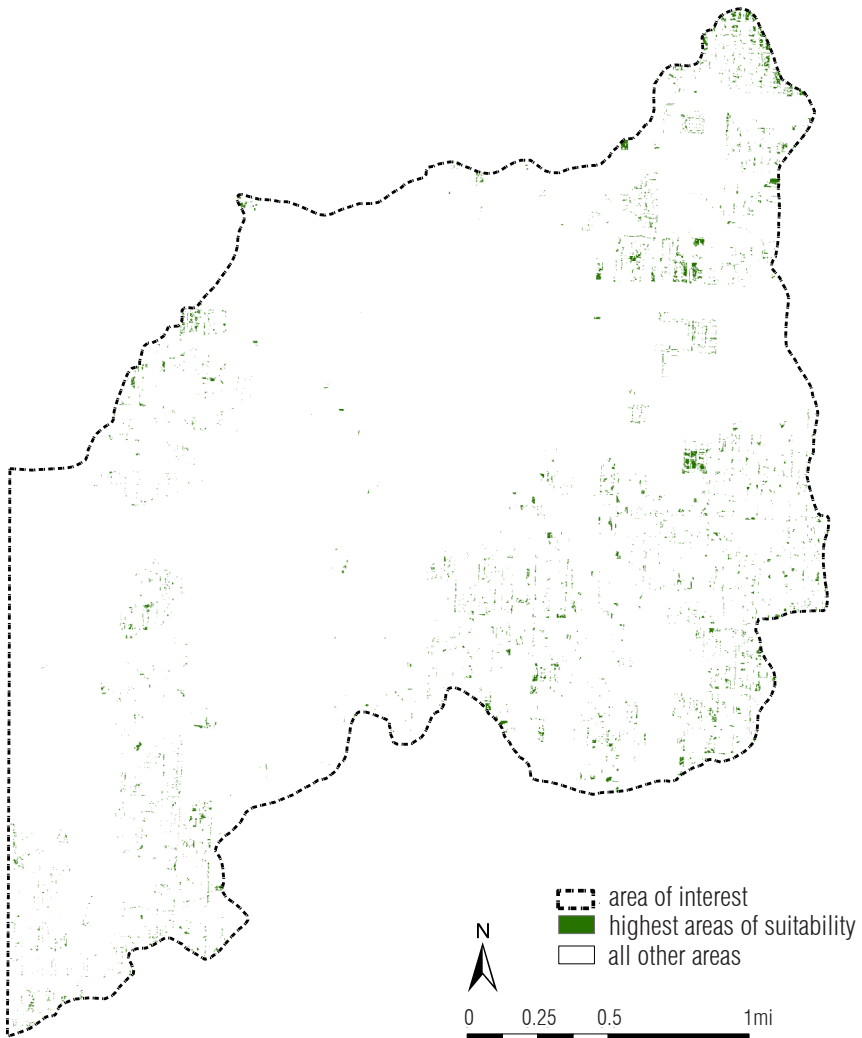 area of interest
highest areas of suitability
all other areas
N
0 0.25 0.5 1mi